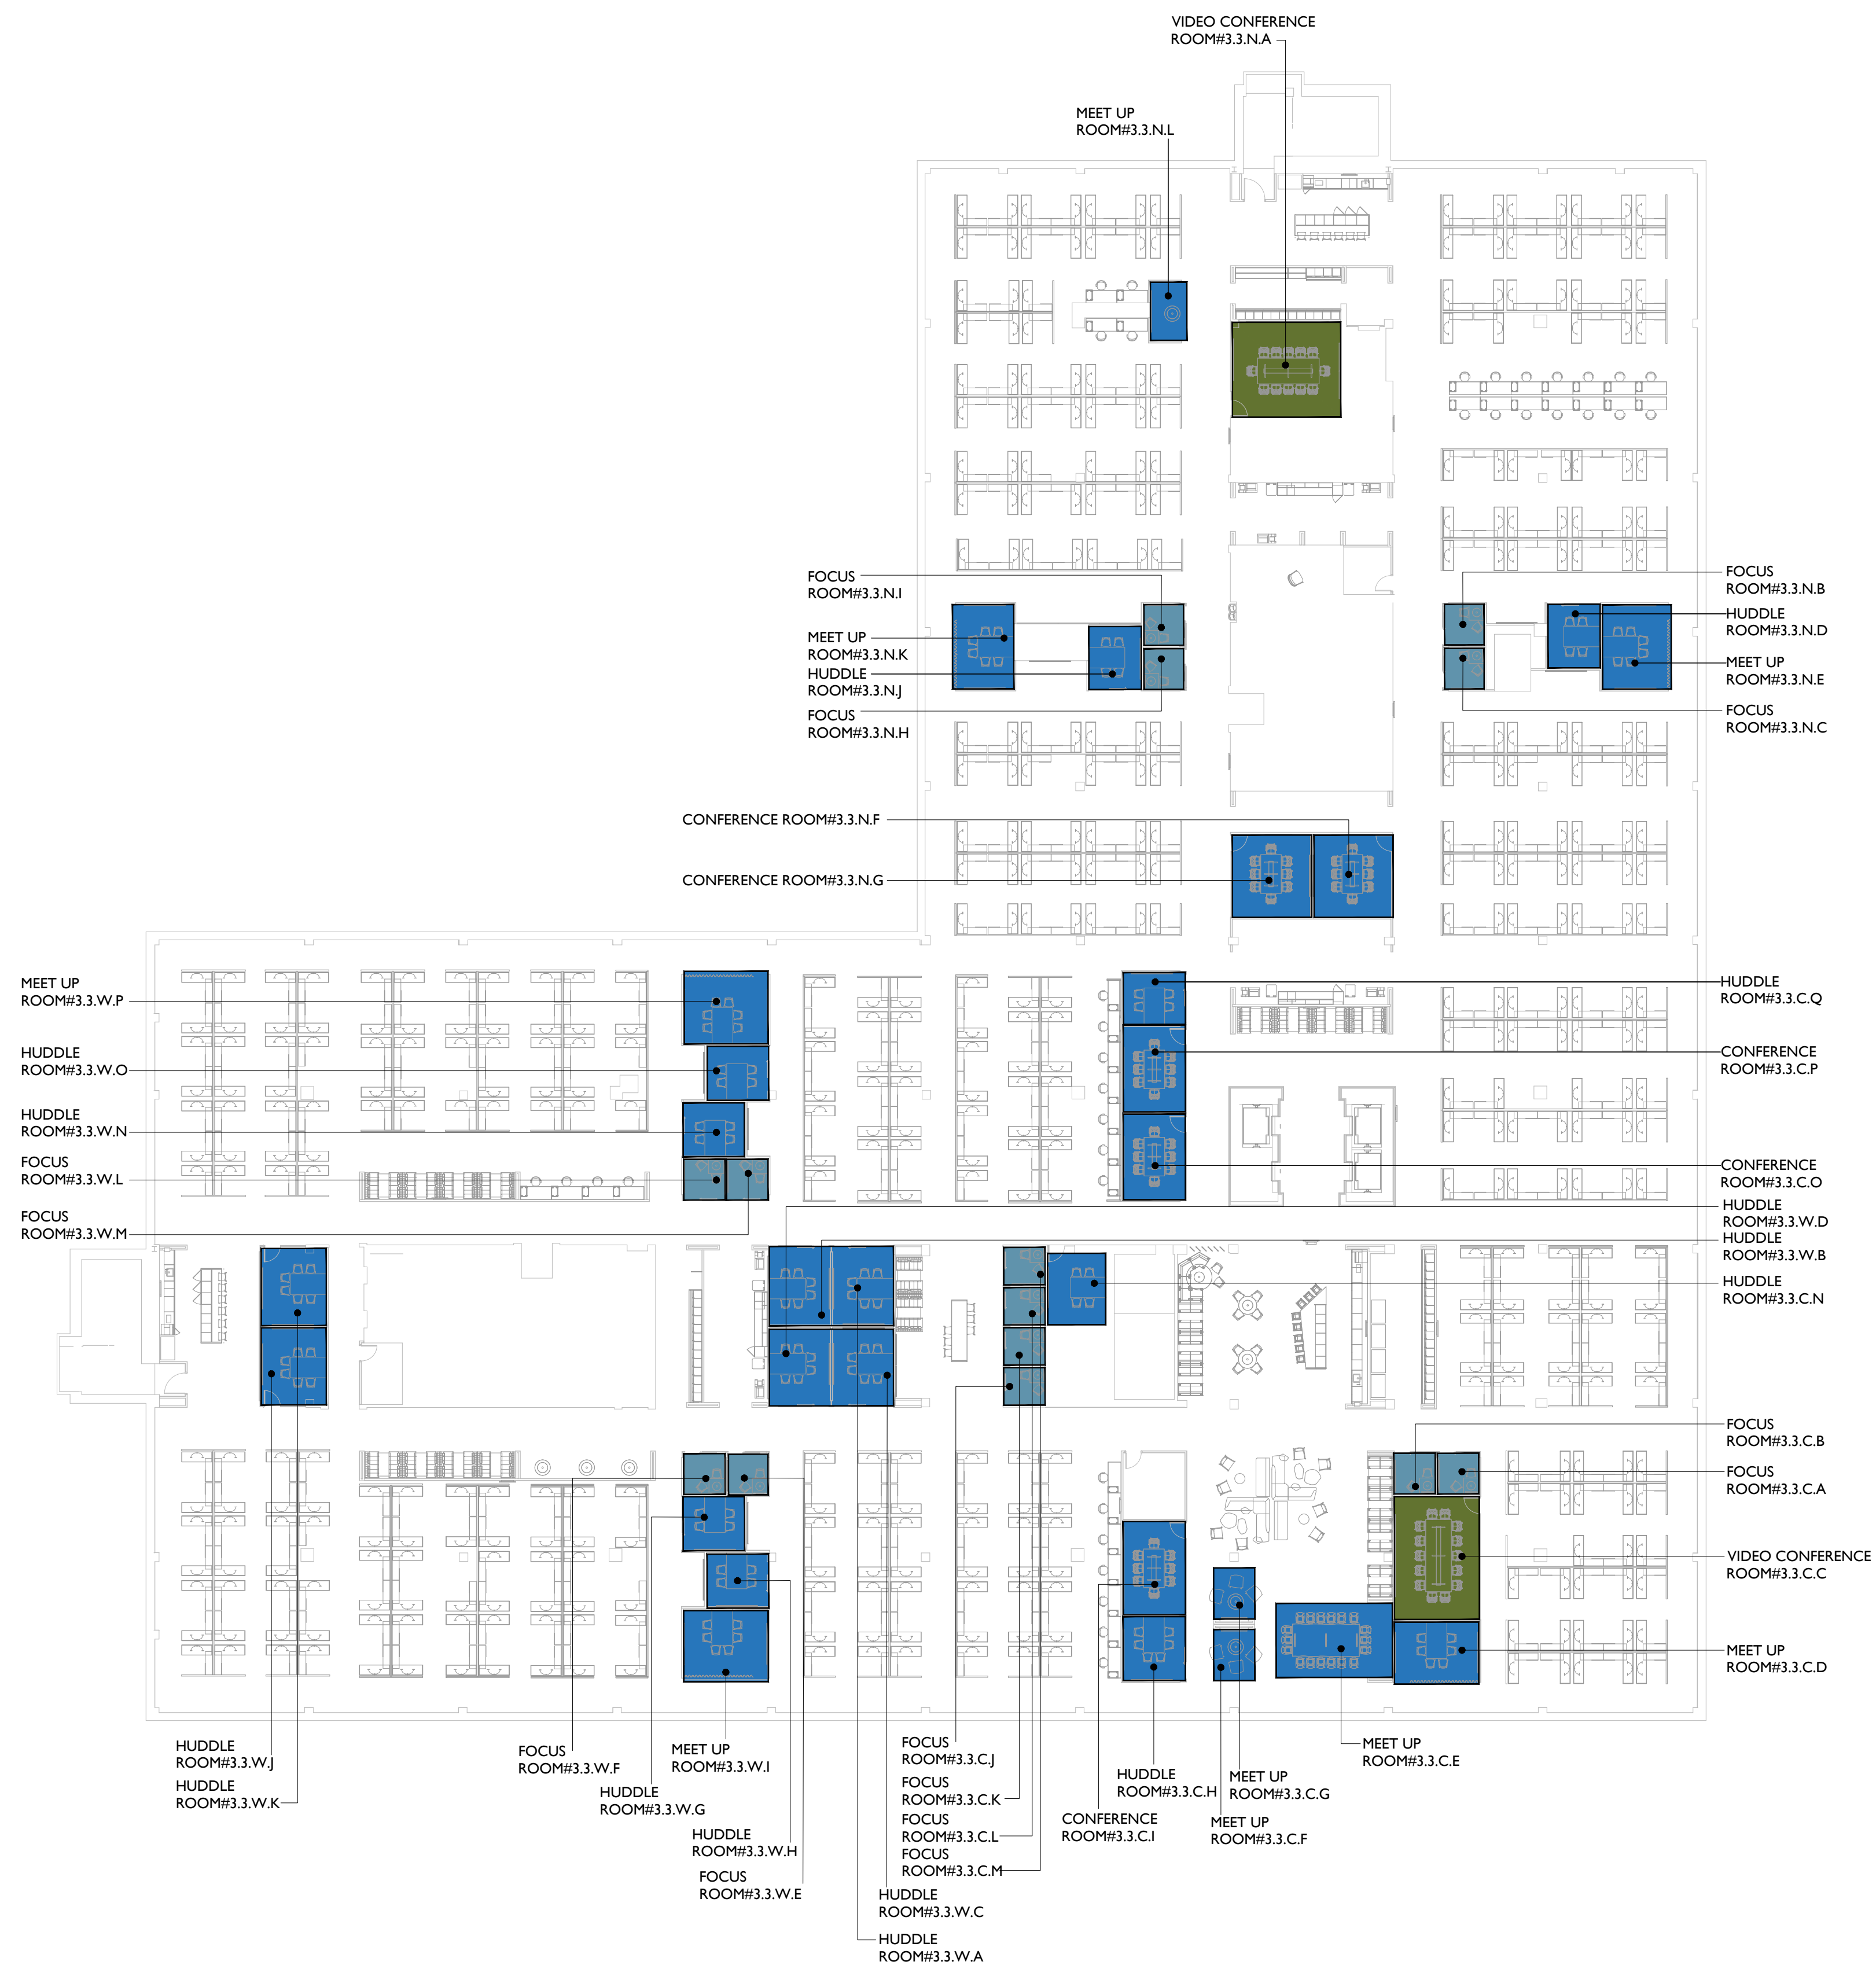 VIDEO CONFERENCE
ROOM#3.3.N.A
MEET UP
ROOM#3.3.N.L
FOCUS
ROOM#3.3.N.I
MEET UP
ROOM#3.3.N.K
HUDDLE
ROOM#3.3.N.J
FOCUS
ROOM#3.3.N.H
FOCUS
ROOM#3.3.N.B
HUDDLE
ROOM#3.3.N.D
MEET UP
ROOM#3.3.N.E
FOCUS
ROOM#3.3.N.C
CONFERENCE ROOM#3.3.N.F
CONFERENCE ROOM#3.3.N.G
MEET UP
ROOM#3.3.W.P
HUDDLE
ROOM#3.3.W.O
HUDDLE
ROOM#3.3.W.N
FOCUS
ROOM#3.3.W.L
FOCUS
ROOM#3.3.W.M
HUDDLE
ROOM#3.3.C.Q
CONFERENCE
ROOM#3.3.C.P
CONFERENCE
ROOM#3.3.C.O
HUDDLE
ROOM#3.3.W.D
HUDDLE
ROOM#3.3.W.B
HUDDLE
ROOM#3.3.C.N
FOCUS
ROOM#3.3.C.B
FOCUS
ROOM#3.3.C.A
VIDEO CONFERENCE
ROOM#3.3.C.C
MEET UP
ROOM#3.3.C.D
HUDDLE
ROOM#3.3.W.J
HUDDLE
ROOM#3.3.W.K
FOCUS
ROOM#3.3.W.F
HUDDLE
ROOM#3.3.W.G
MEET UP
ROOM#3.3.W.I
HUDDLE
ROOM#3.3.W.H
FOCUS
ROOM#3.3.W.E
FOCUS
ROOM#3.3.C.J
FOCUS
ROOM#3.3.C.K
FOCUS
ROOM#3.3.C.L
FOCUS
ROOM#3.3.C.M
HUDDLE
ROOM#3.3.W.C
HUDDLE
ROOM#3.3.W.A
CONFERENCE
ROOM#3.3.C.I
HUDDLE
ROOM#3.3.C.H
MEET UP
ROOM#3.3.C.G
MEET UP
ROOM#3.3.C.F
MEET UP
ROOM#3.3.C.E